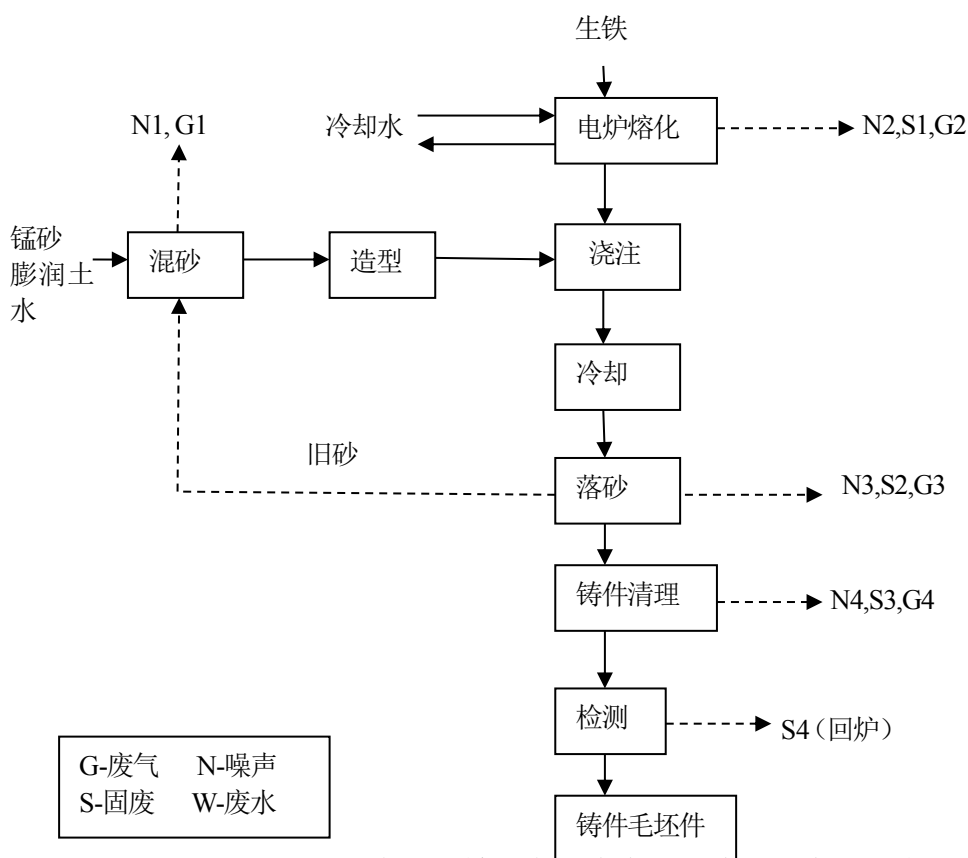 生铁
N1, G1
冷却水
电炉熔化
N2,S1,G2
锰砂
膨润土
水
混砂
造型
浇注
冷却
旧砂
落砂
N3,S2,G3
铸件清理
N4,S3,G4
检测
S4（回炉）
G-废气 N-噪声
S-固废 W-废水
铸件毛坯件